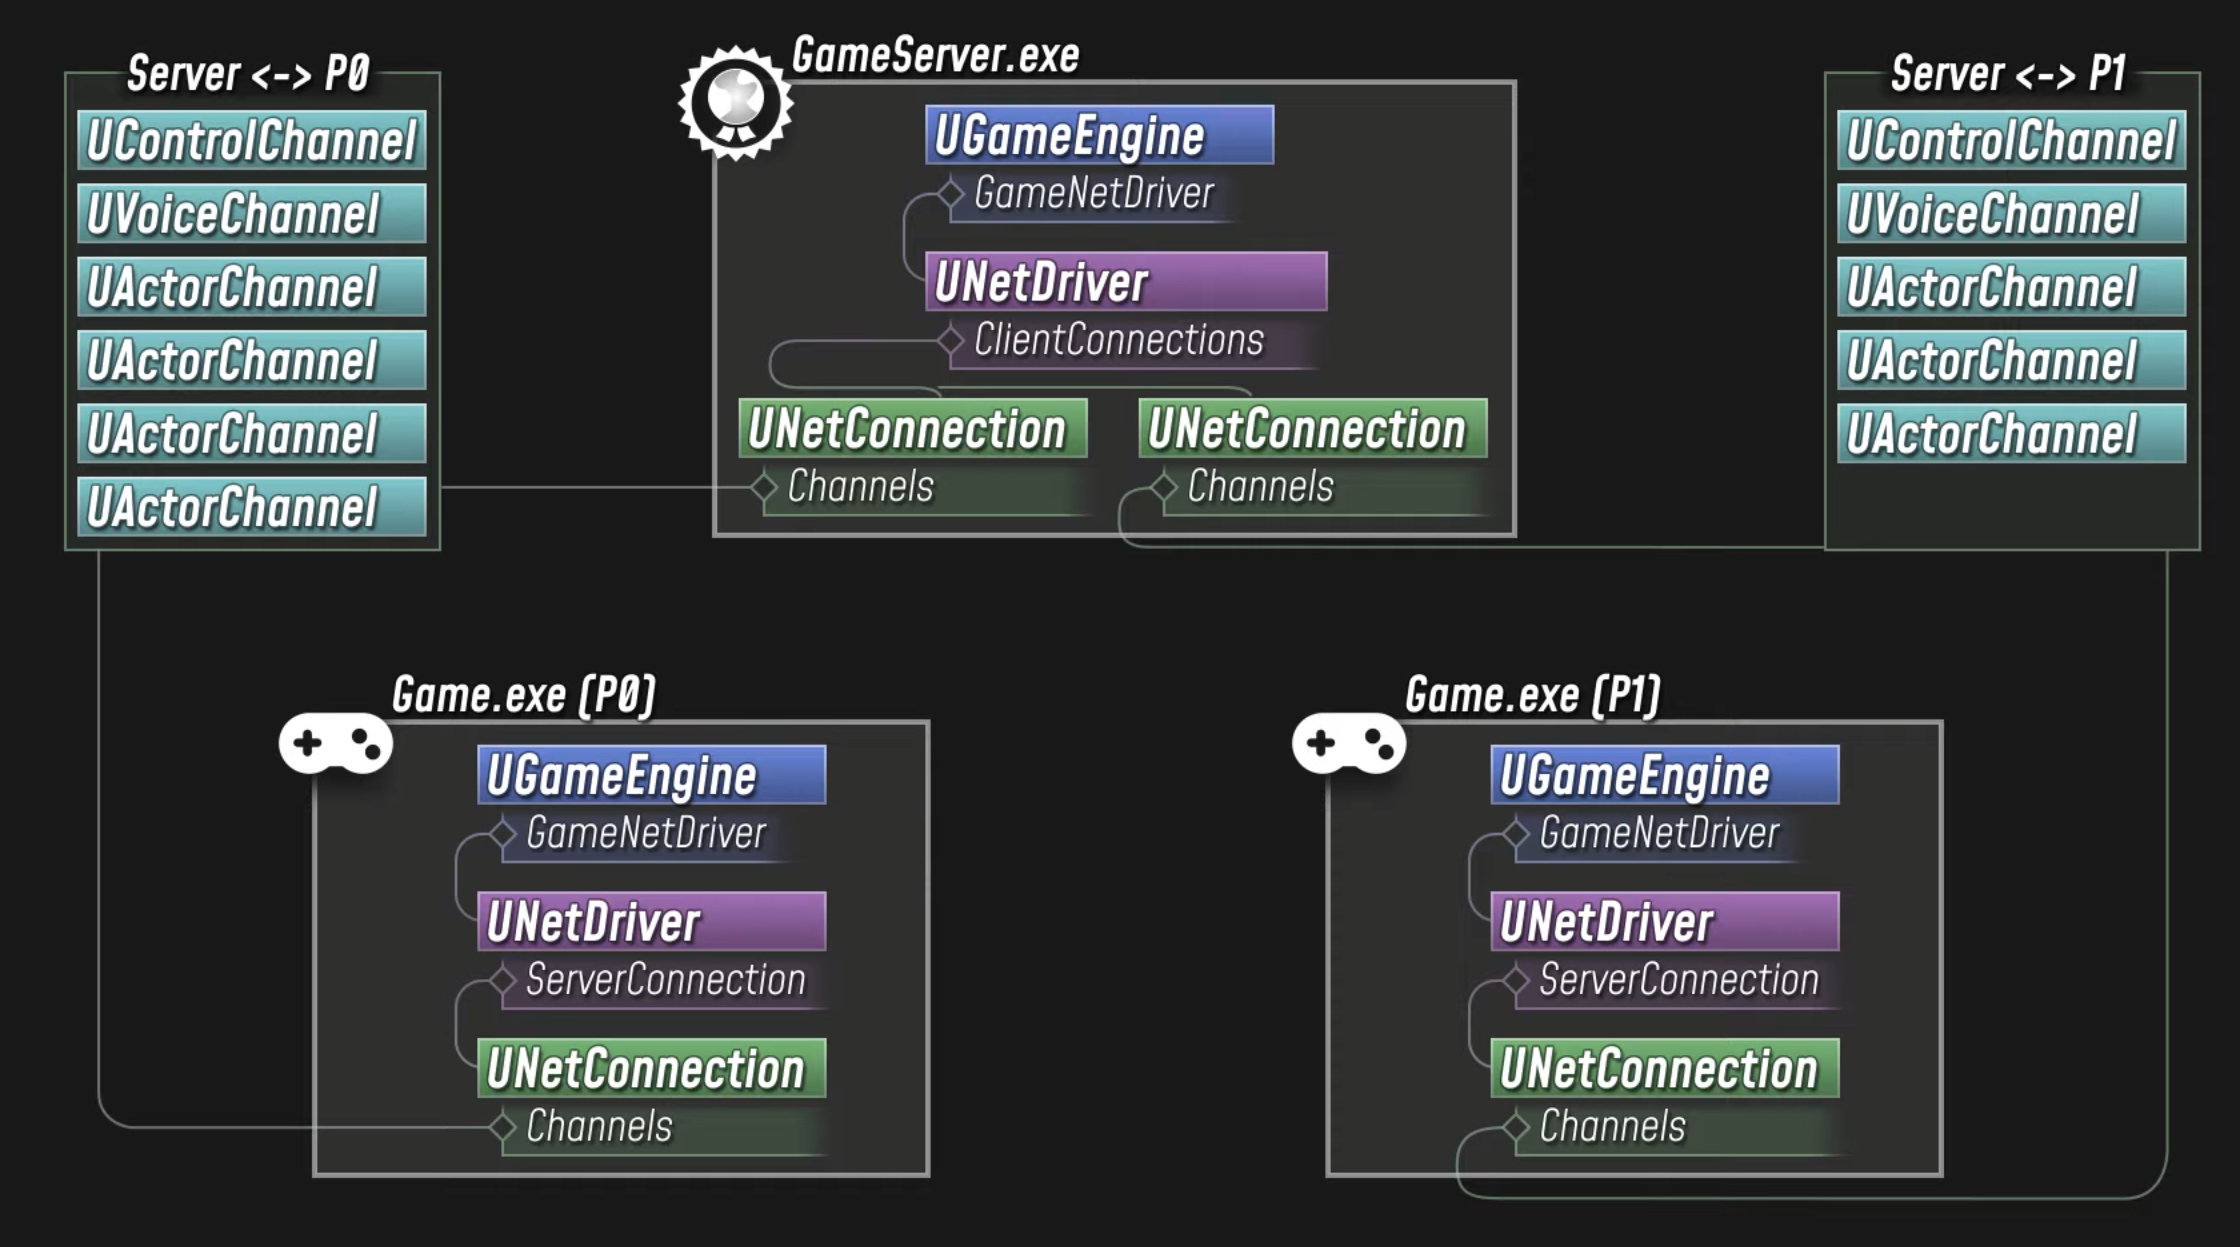 Server <-> P0
UControlChannel
UVoiceChannel
UActorChannel
UActorChannel
UActorChannel
UActorChannel
GameServer.exe
UGameEngine
GameNetDriver
UNetDriver
ClientConnections
UNetConnection
Channels
UNetConnection
Channels
Server <-> P1
UControlChannel
UVoiceChannel
UActorChannel
UActorChannel
UActorChannel
Game.exe (P0)
UGameEngine
GameNetDriver
UNetDriver
ServerConnection
UNetConnection
Channels
Game.exe (P1)
UGameEngine
GameNetDriver
UNetDriver
ServerConnection
UNetConnection
Channels